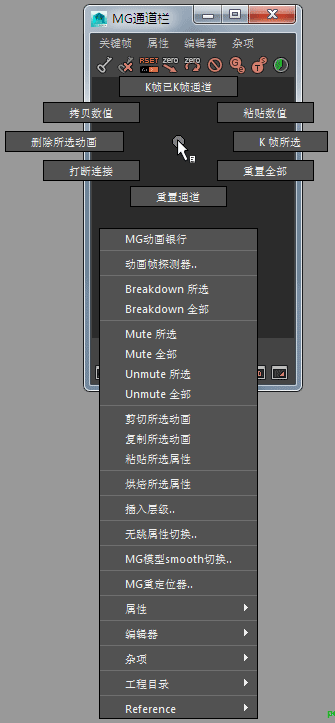 MG通道栏
关键帧 属性 编辑器 杂项
RSET zero zero
K帧已K帧通道
拷贝数值 粘贴数值
删除所选动画 K 帧所选
打断连接 重置全部
重置通道
MG动画银行
动画帧探测器..
Breakdown 所选
Breakdown 全部
Mute 所选
Mute 全部
Unmute 所选
Unmute 全部
剪切所选动画
复制所选动画
粘贴所选属性
烘焙所选属性
插入层级..
无跳属性切换..
MG模型smooth切换..
MG重定位器..
属性
编辑器
杂项
工程目录
Reference